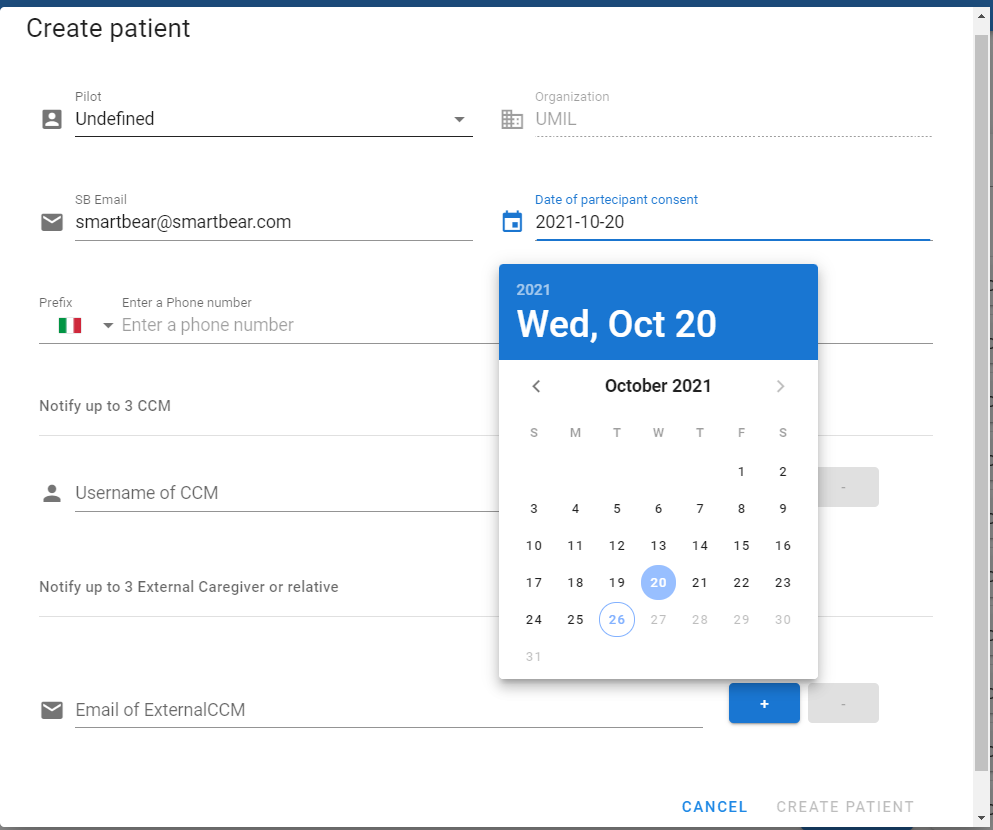 Create patient
Pilot
Undefined
Organization
UMIL
SB Email
smartbear@smartbear.com
Date of partecipant consent
2021-10-20
Prefix
Enter a Phone number
Enter a phone number
2021
Wed, Oct 20
October 2021
S M T W T F S
1 2
3 4 5 6 7 8 9
10 11 12 13 14 15 16
17 18 19 20 21 22 23
24 25 26 27 28 29 30
31
Notify up to 3 CCM
Username of CCM
-
Notify up to 3 External Caregiver or relative
Email of ExternalCCM
+ -
CANCEL CREATE PATIENT